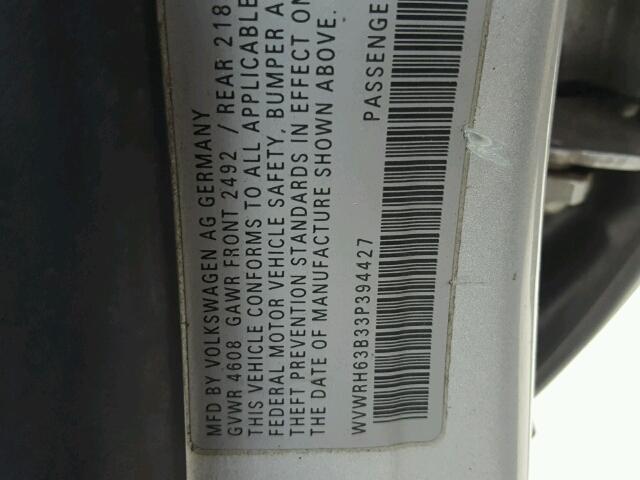 MFD BY VOLKSWAGEN AG GERMANY
GVWR 4608 GAWR FRONT 2492 / REAR 218
THIS VEHICLE CONFORMS TO ALL APPLICABLE
FEDERAL MOTOR VEHICLE SAFETY, BUMPER A
THEFT PREVENTION STANDARDS IN EFFECT ON
THE DATE OF MANUFACTURE SHOWN ABOVE.
WVWRH63B33P394427 PASSENGE